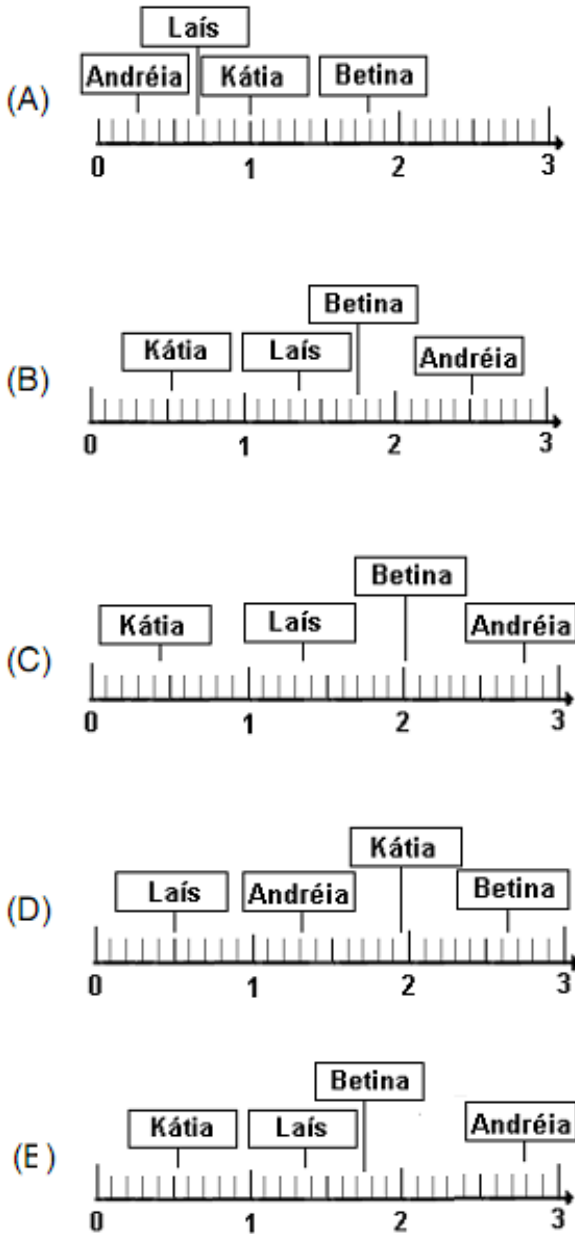 Laís
Andréia Kátia Betina
(A)
0 1 2 3
Betina
Kátia Laís Andréia
(B)
0 1 2 3
Betina
Kátia Laís Andréia
(C)
0 1 2 3
Kátia
Laís Andréia Betina
(D)
0 1 2 3
Betina
Kátia Laís Andréia
(E)
0 1 2 3